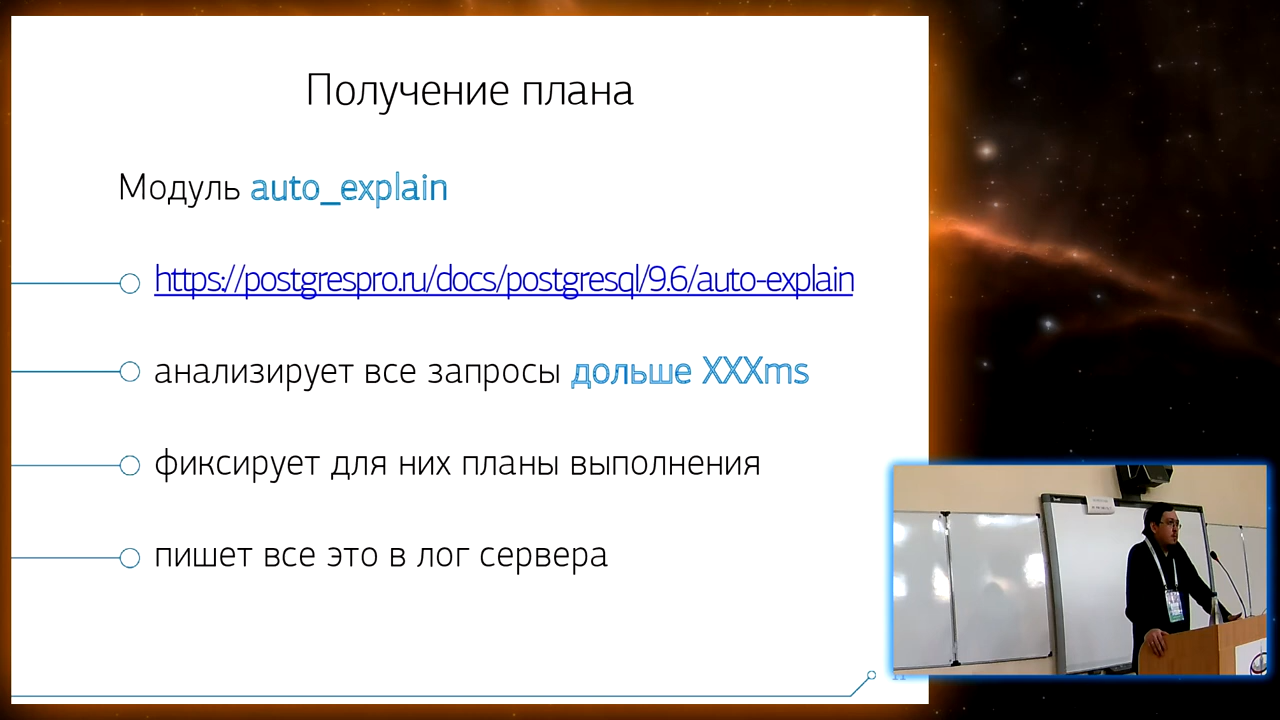 Получение плана
Модуль auto_explain
https://postgrespro.ru/docs/postgresql/9.6/auto-explain
анализирует все запросы дольше XXXms
фиксирует для них планы выполнения
пишет все это в лог сервера